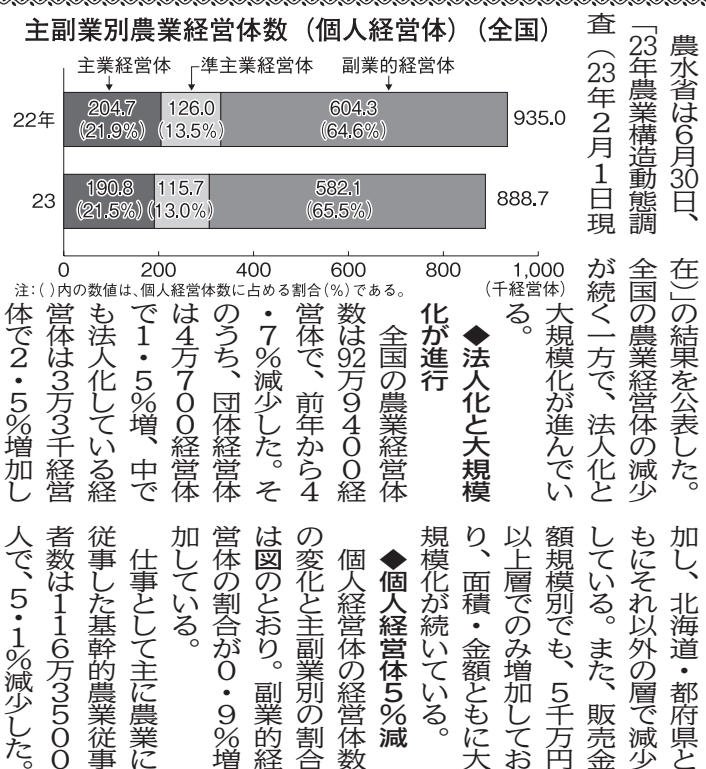 主副業別農業経営体数（個人経営体）（全国）
主業経営体
準主業経営体
副業的経営体
22年
204.7
(21.9%)
126.0
(13.5%)
604.3
(64.6%)
935.0
23
190.8
(21.5%)
115.7
(13.0%)
582.1
(65.5%)
888.7
0
200
400
600
800
1,000
(千経営体)
注:( )内の数値は、個人経営体数に占める割合(%)である。
農水省は6月30日、
「23年農業構造動態調
査（23年2月1日現
在）」の結果を公表した。
全国の農業経営体の減少
が続く一方で、法人化と
大規模化が進んでい
る。
◆法人化と大規模
化が進行
全国の農業経営体
数は92万9400経
営体で、前年から4
・7%減少した。そ
のうち、団体経営体
は4万700経営体
で1・5%増、中で
も法人化している経
営体は3万3千経営
体で2・5%増加し
加し、北海道・都府県と
もにそれ以外の層で減少
している。また、販売金
額規模別でも、5千万円
以上層でのみ増加してお
り、面積・金額ともに大
規模化が続いている。
◆個人経営体5%減
個人経営体の経営体数
の変化と主副業別の割合
は図のとおり。副業的経
営体の割合が0・9%増
加している。
仕事として主に農業に
従事した基幹的農業従事
者数は116万3500
人で、5・1%減少した。